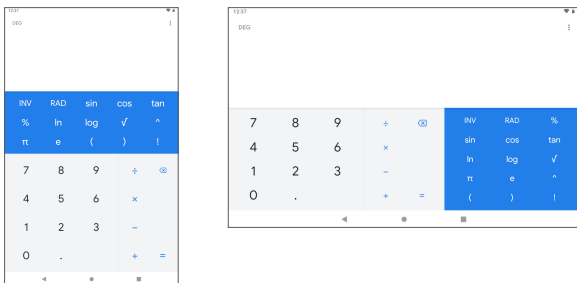 12:37
DEG
INV RAD sin cos tan
% ln log √ ^
π e ( ) !
7 8 9 ÷
4 5 6 ×
1 2 3 −
0 . + =
12:37
DEG
7 8 9 ÷
4 5 6 ×
1 2 3 −
0 . + =
INV RAD %
sin cos tan
ln log √
π e ^
( ) !